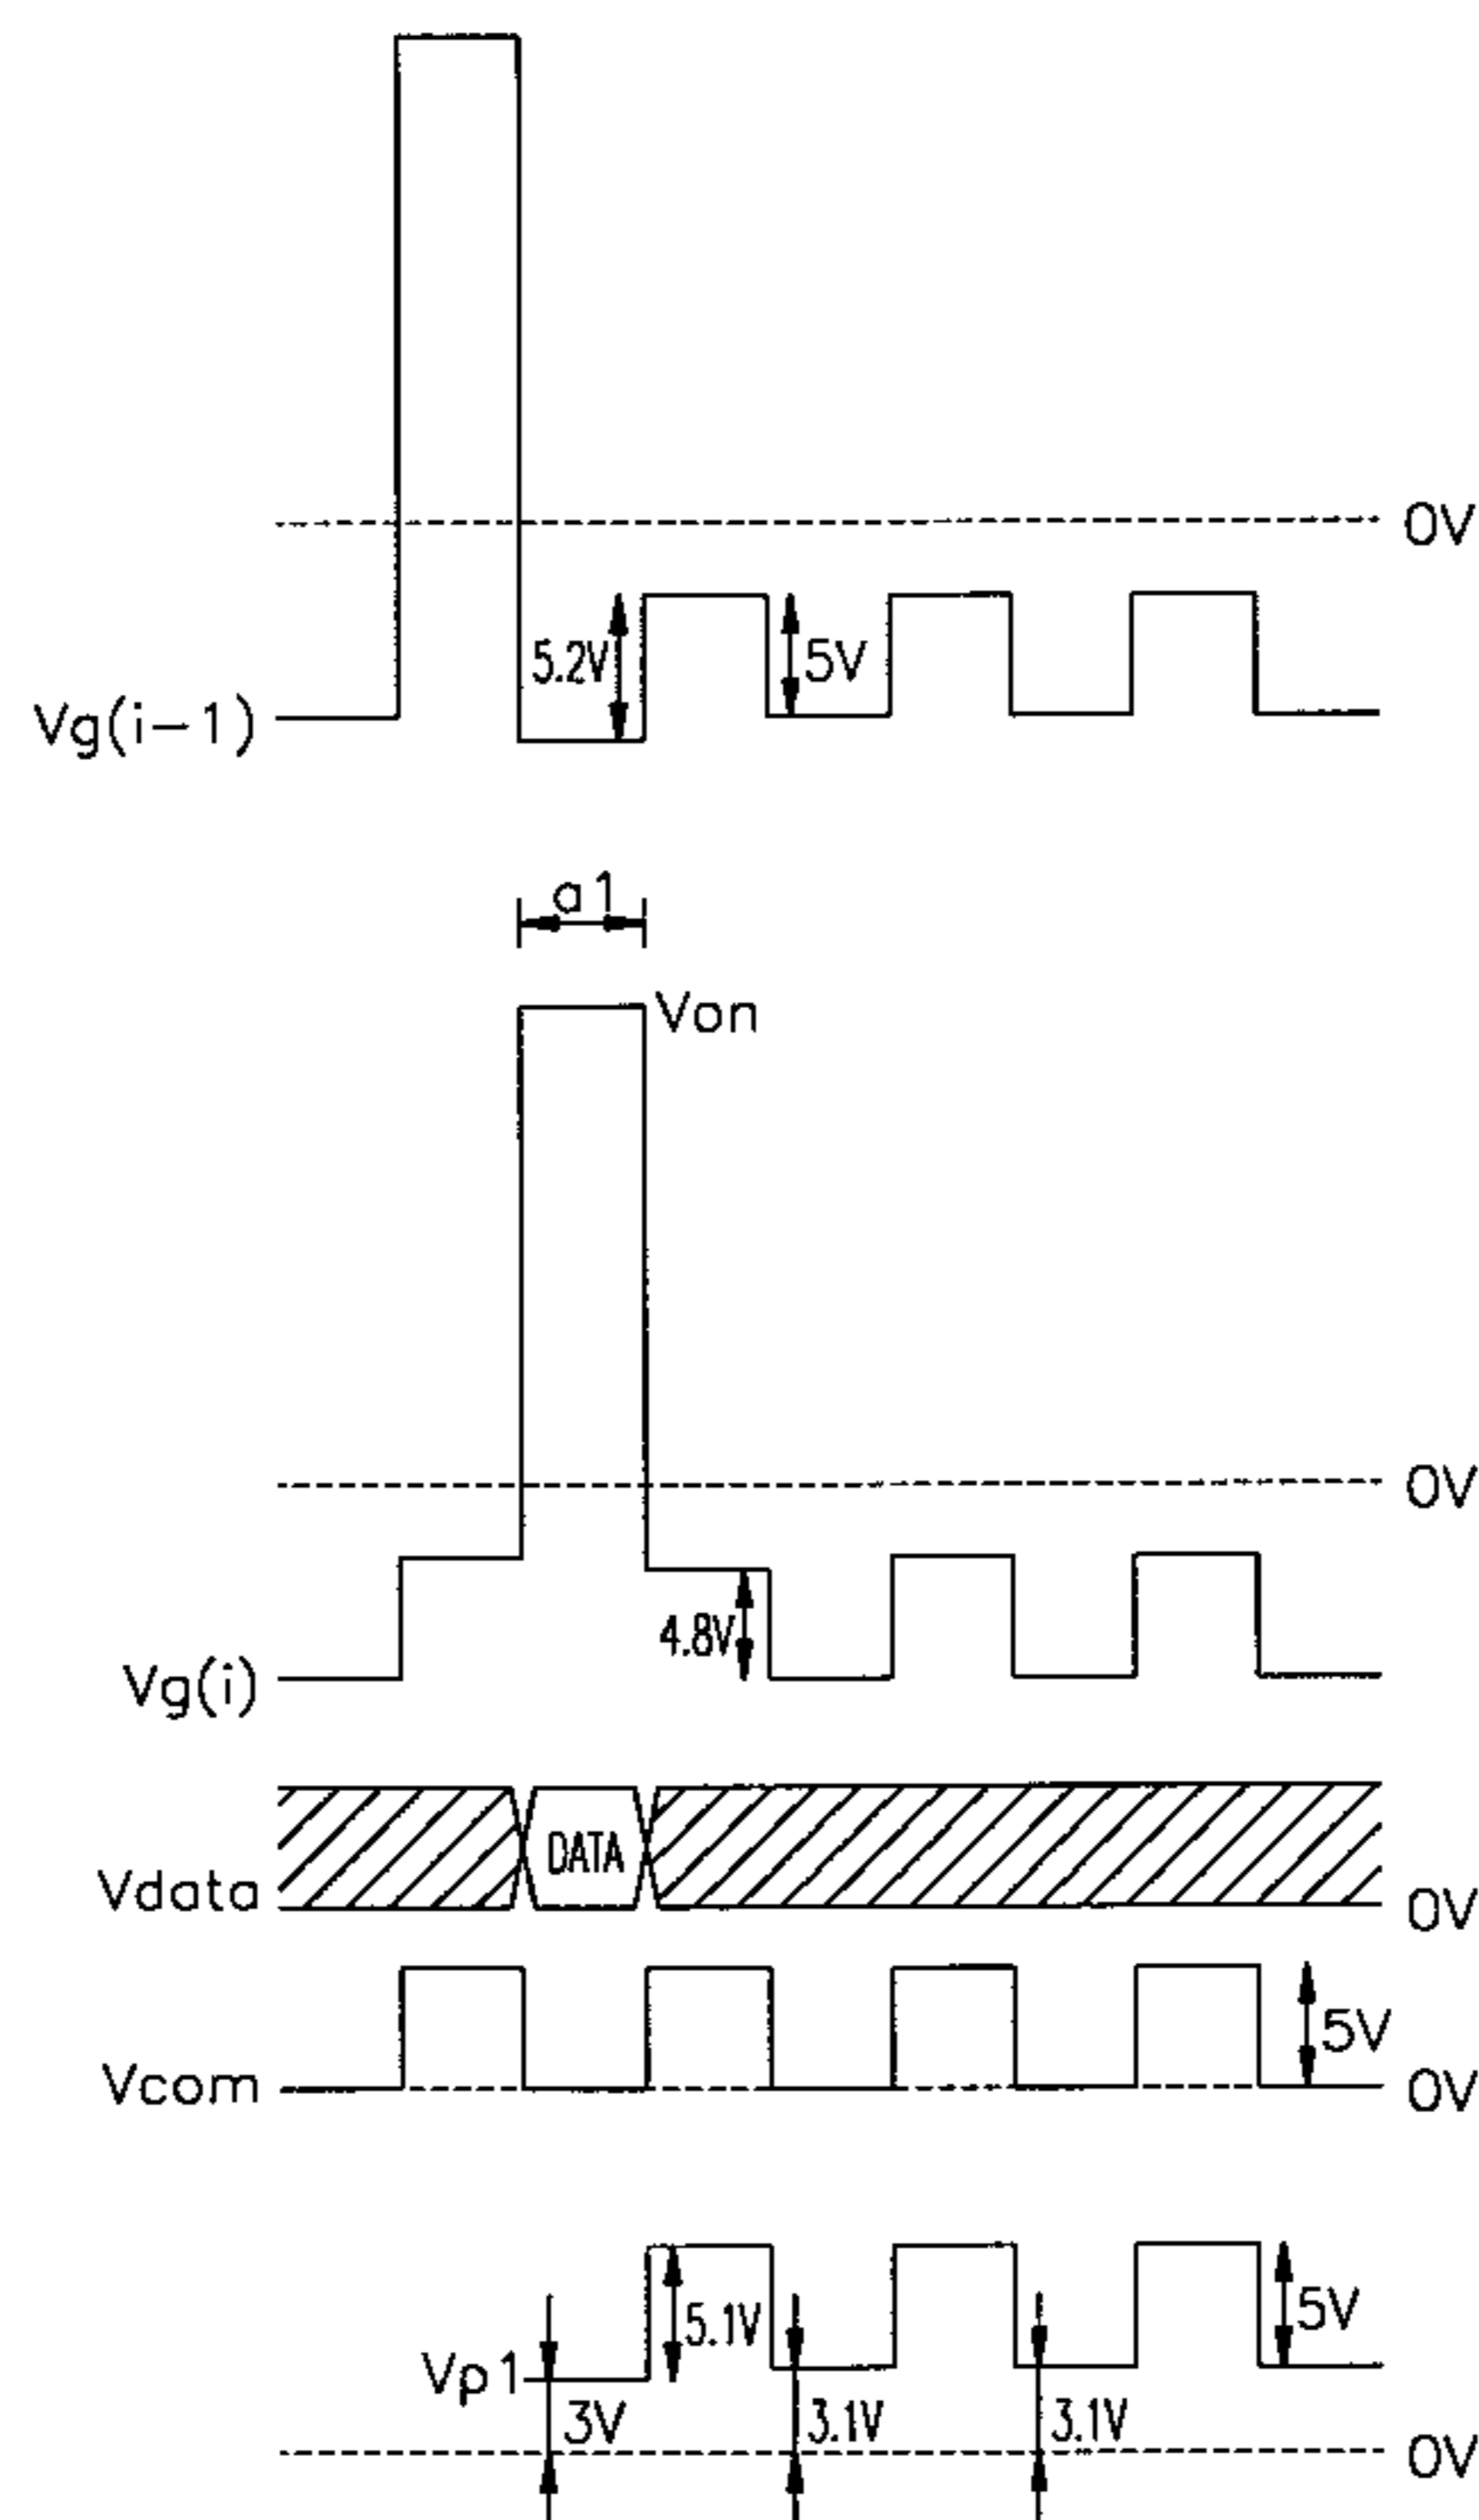 0V
5.2V
5V
Vg(i-1)
a1
Von
0V
4.8V
Vg(i)
DATA
Vdata
0V
5V
Vcom
0V
5.1V
5V
Vp1
3V
3.1V
3.1V
0V